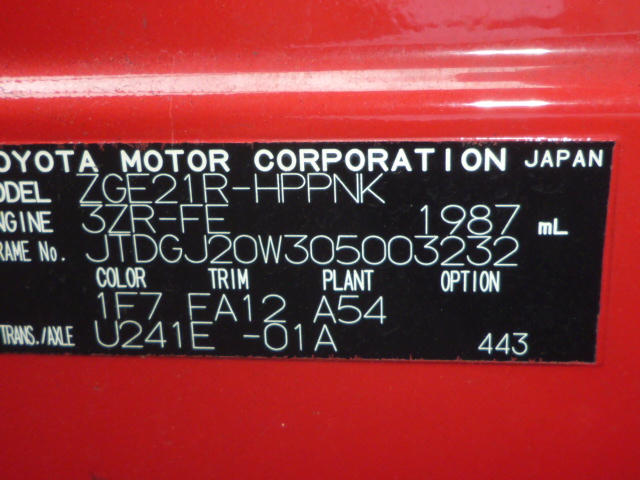 OYOTA MOTOR CORPORATION JAPAN
ODEL ZGE21R-HPPNK
NGINE 3ZR-FE 1987 mL
RAME No. JTDGJ20W305003232
COLOR TRIM PLANT OPTION
1F7 FA12 A54
TRANS./AXLE U241E -01A 443